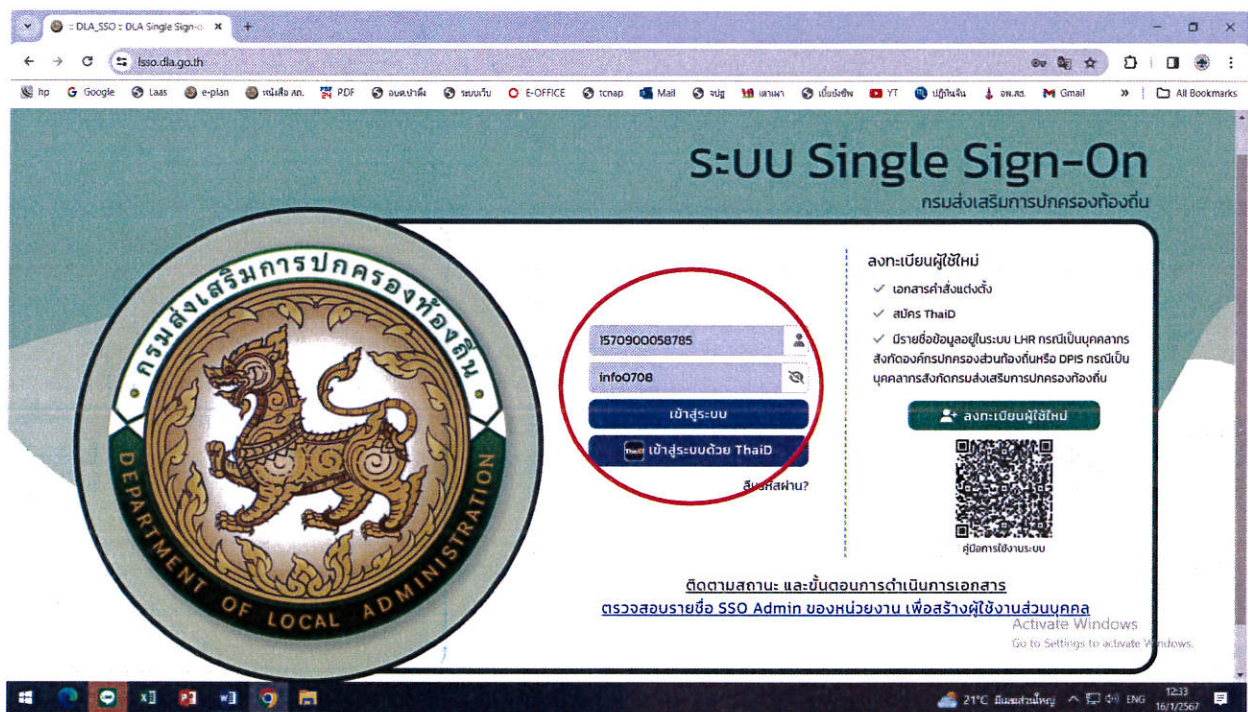 :: DLA_SSO :: DLA Single Sign-o
lsso.dla.go.th
hp Google Laas e-plan PDF E-OFFICE tcnap Mail YT Gmail » All Bookmarks
ระบบ Single Sign-On
กรมส่งเสริมการปกครองท้องถิ่น
กรมส่งเสริมการปกครองท้องถิ่น
DEPARTMENT OF LOCAL ADMINISTRATION
1570900058785
info0708
เข้าสู่ระบบ
ThaiD เข้าสู่ระบบด้วย ThaiD
ลืมรหัสผ่าน?
ลงทะเบียนผู้ใช้ใหม่
✓ เอกสารคำสั่งแต่งตั้ง
✓ สมัคร ThaiD
✓ มีรายชื่อข้อมูลอยู่ในระบบ LHR กรณีเป็นบุคลากร
สังกัดองค์กรปกครองส่วนท้องถิ่นหรือ DPIS กรณีเป็น
บุคลากรสังกัดกรมส่งเสริมการปกครองท้องถิ่น
ลงทะเบียนผู้ใช้ใหม่
คู่มือการใช้งานระบบ
ติดตามสถานะ และขั้นตอนการดำเนินการเอกสาร
ตรวจสอบรายชื่อ SSO Admin ของหน่วยงาน เพื่อสร้างผู้ใช้งานส่วนบุคคล
Activate Windows
Go to Settings to activate Windows.
21°C มีแดดส่วนใหญ่ ENG 12:33
16/1/2567